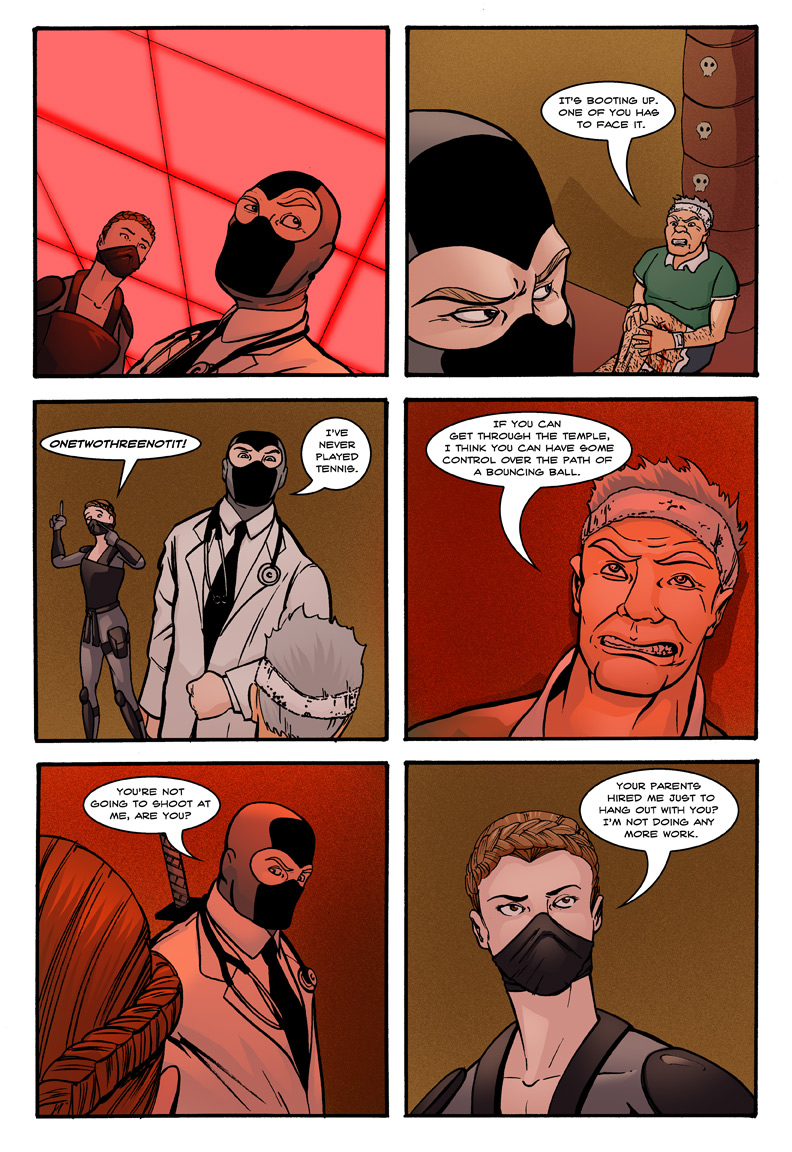 IT'S BOOTING UP.
ONE OF YOU HAS
TO FACE IT.
ONETWOTHREENOTIT!
I'VE
NEVER
PLAYED
TENNIS.
IF YOU CAN
GET THROUGH THE TEMPLE,
I THINK YOU CAN HAVE SOME
CONTROL OVER THE PATH OF
A BOUNCING BALL.
YOU'RE NOT
GOING TO SHOOT AT
ME, ARE YOU?
YOUR PARENTS
HIRED ME JUST TO
HANG OUT WITH YOU?
I'M NOT DOING ANY
MORE WORK.